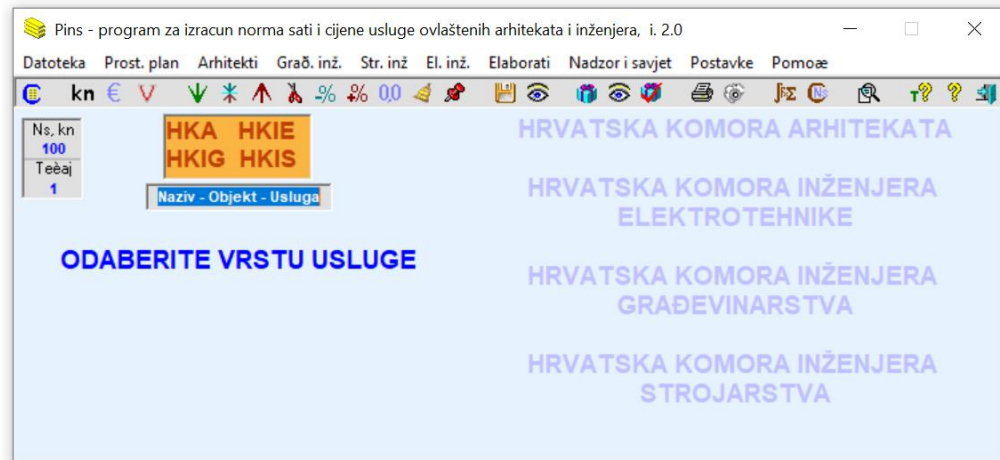 Pins - program za izracun norma sati i cijene usluge ovlaštenih arhitekata i inženjera, i. 2.0
Datoteka Prost. plan Arhitekti Grað. inž. Str. inž El. inž. Elaborati Nadzor i savjet Postavke Pomoæ
kn € V % % 0,0 Σ Ns T? ?
Ns, kn
100
Teèaj
1
HKA HKIE
HKIG HKIS
Naziv - Objekt - Usluga
ODABERITE VRSTU USLUGE
HRVATSKA KOMORA ARHITEKATA
HRVATSKA KOMORA INŽENJERA
ELEKTROTEHNIKE
HRVATSKA KOMORA INŽENJERA
GRAĐEVINARSTVA
HRVATSKA KOMORA INŽENJERA
STROJARSTVA